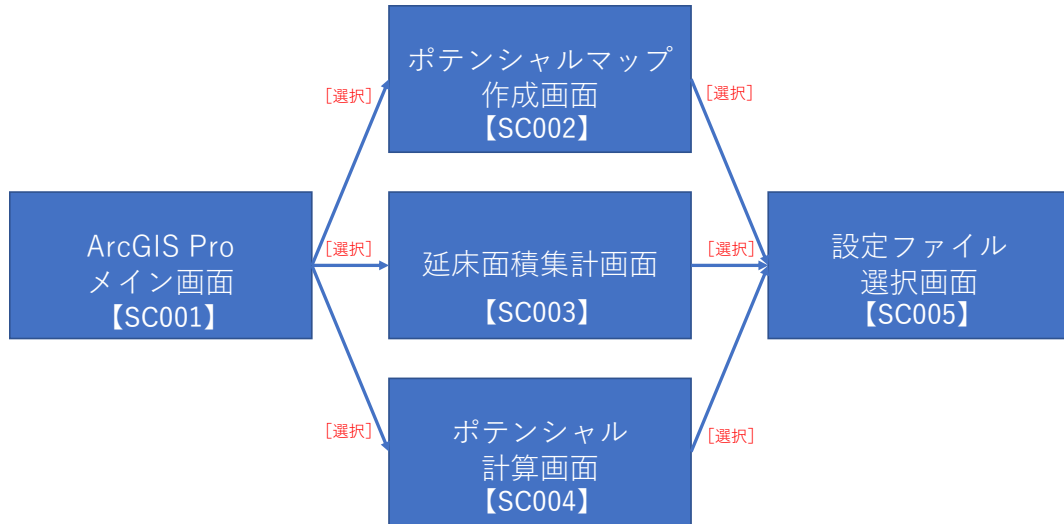 ArcGIS Pro
メイン画面
【SC001】
[選択]
[選択]
[選択]
ポテンシャルマップ
作成画面
【SC002】
延床面積集計画面
【SC003】
ポテンシャル
計算画面
【SC004】
[選択]
[選択]
[選択]
設定ファイル
選択画面
【SC005】